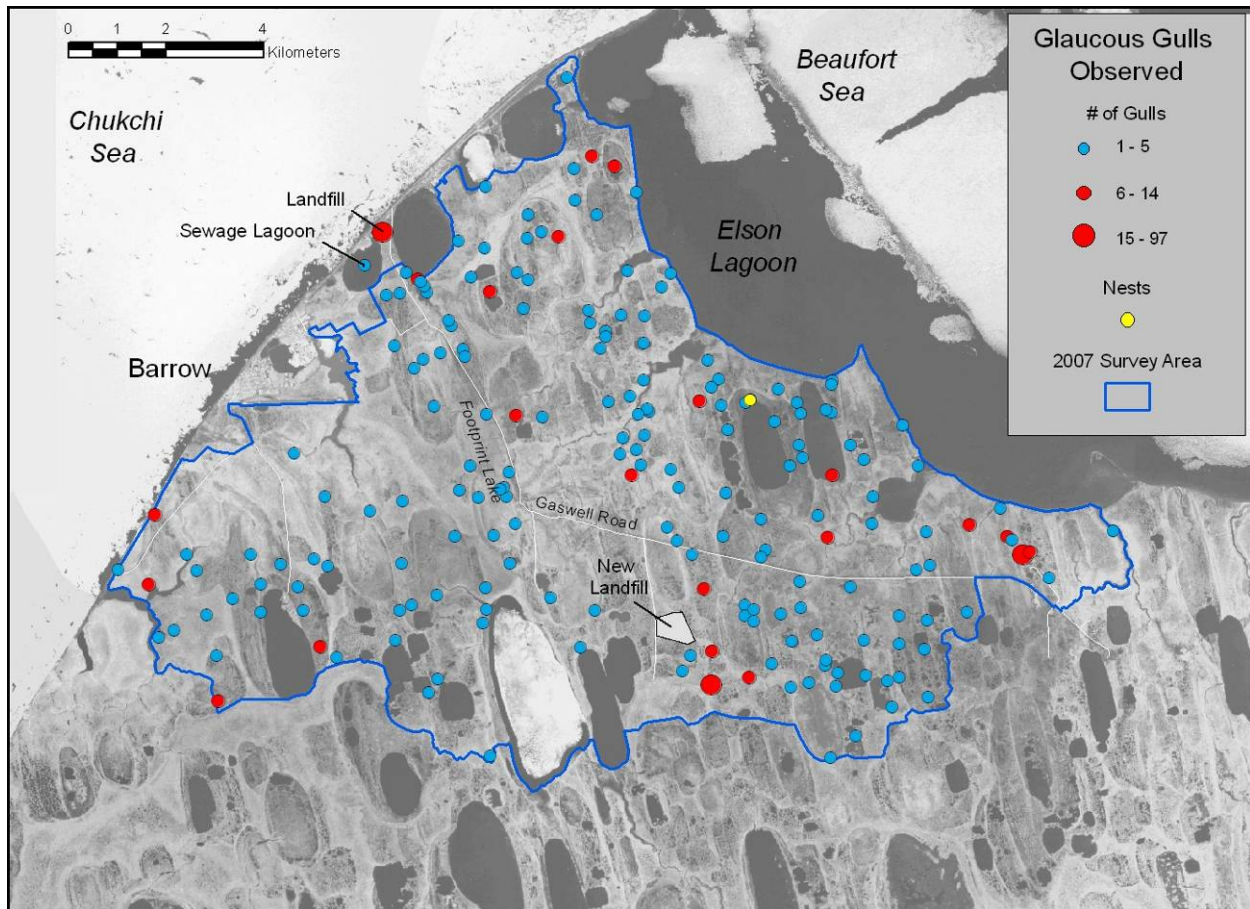 0 1 2 4
Kilometers
Chukchi
Sea
Beaufort
Sea
Landfill
Sewage Lagoon
Elson
Lagoon
Barrow
Footprint Lake
Gaswell Road
New
Landfill
Glaucous Gulls
Observed
# of Gulls
1 - 5
6 - 14
15 - 97
Nests
2007 Survey Area